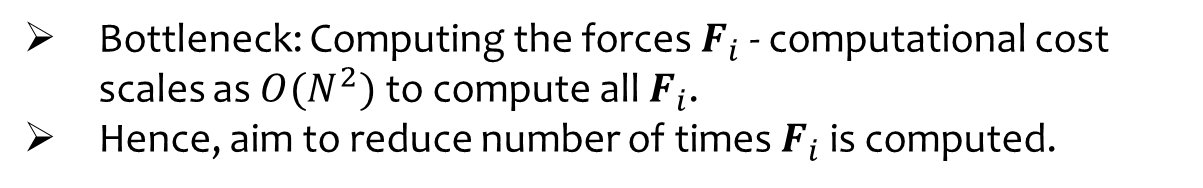 ➢ Bottleneck: Computing the forces 𝑭ᵢ - computational cost
scales as 𝑂(𝑁²) to compute all 𝑭ᵢ.
➢ Hence, aim to reduce number of times 𝑭ᵢ is computed.